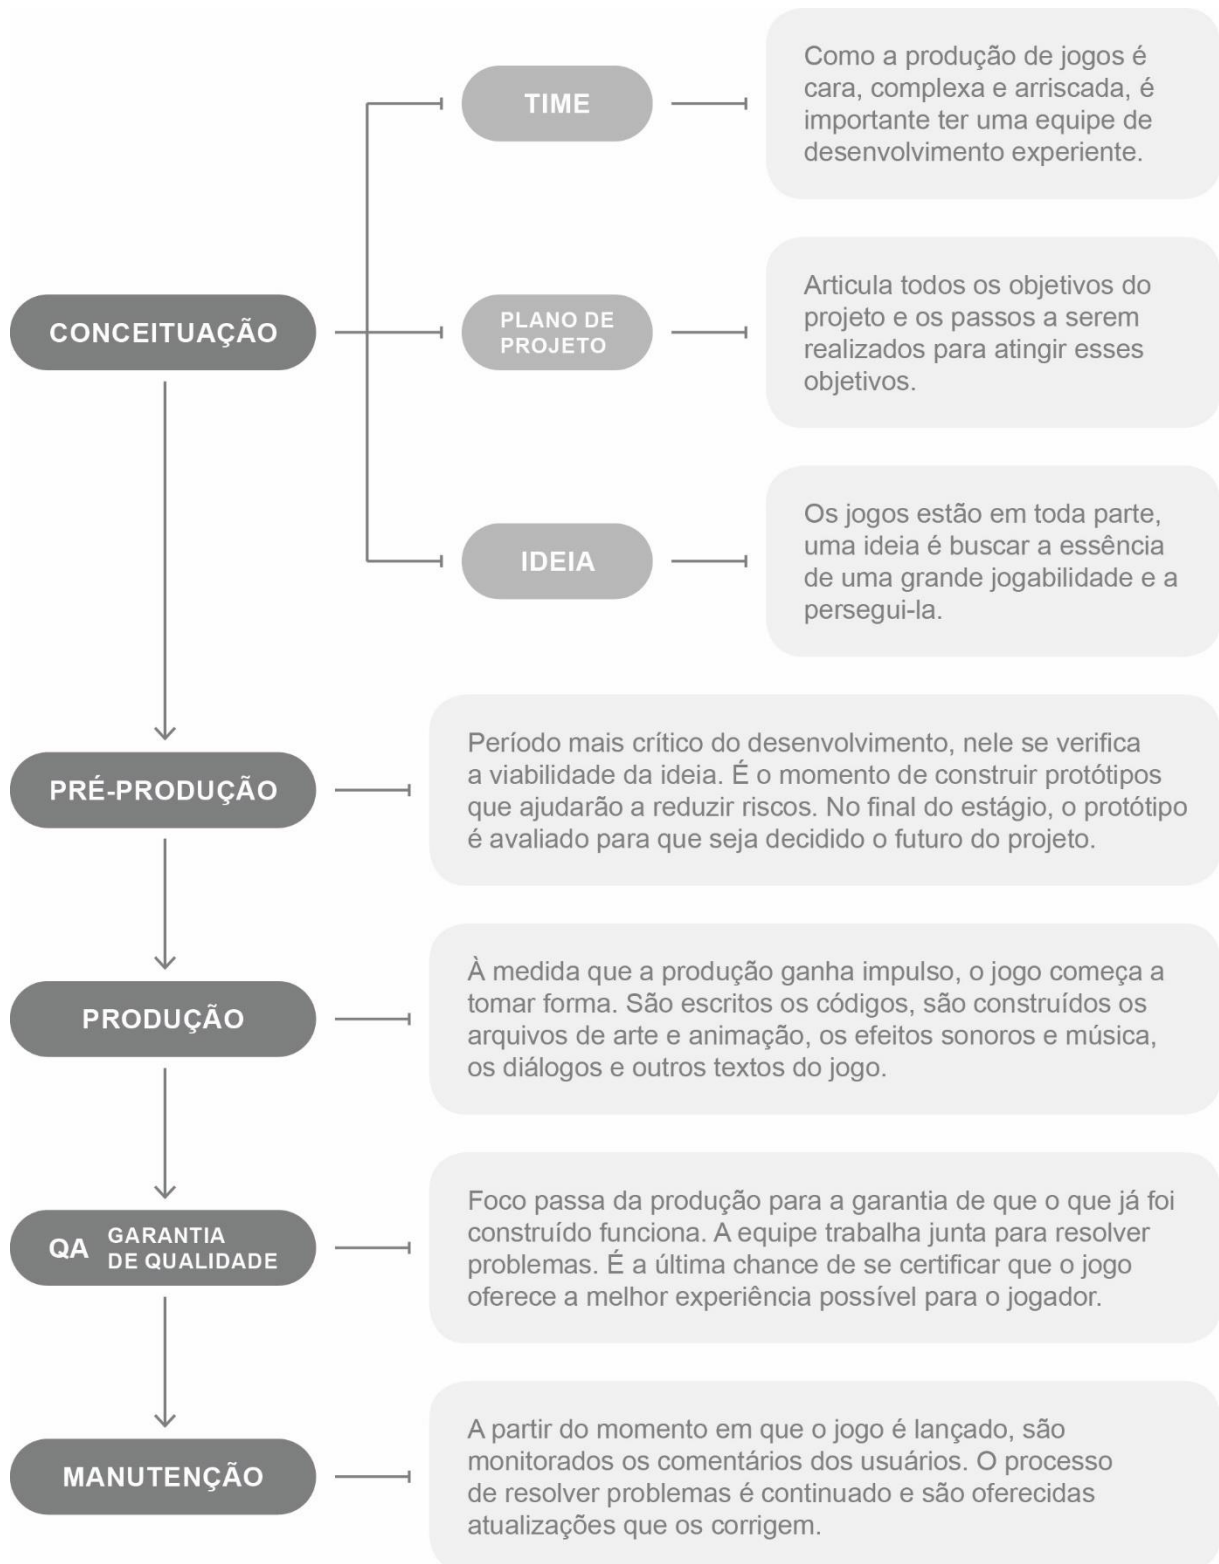 TIME
Como a produção de jogos é
cara, complexa e arriscada, é
importante ter uma equipe de
desenvolvimento experiente.
CONCEITUAÇÃO
PLANO DE
PROJETO
Articula todos os objetivos do
projeto e os passos a serem
realizados para atingir esses
objetivos.
IDEIA
Os jogos estão em toda parte,
uma ideia é buscar a essência
de uma grande jogabilidade e a
persegui-la.
PRÉ-PRODUÇÃO
Período mais crítico do desenvolvimento, nele se verifica
a viabilidade da ideia. É o momento de construir protótipos
que ajudarão a reduzir riscos. No final do estágio, o protótipo
é avaliado para que seja decidido o futuro do projeto.
PRODUÇÃO
À medida que a produção ganha impulso, o jogo começa a
tomar forma. São escritos os códigos, são construídos os
arquivos de arte e animação, os efeitos sonoros e música,
os diálogos e outros textos do jogo.
QA GARANTIA
DE QUALIDADE
Foco passa da produção para a garantia de que o que já foi
construído funciona. A equipe trabalha junta para resolver
problemas. É a última chance de se certificar que o jogo
oferece a melhor experiência possível para o jogador.
MANUTENÇÃO
A partir do momento em que o jogo é lançado, são
monitorados os comentários dos usuários. O processo
de resolver problemas é continuado e são oferecidas
atualizações que os corrigem.